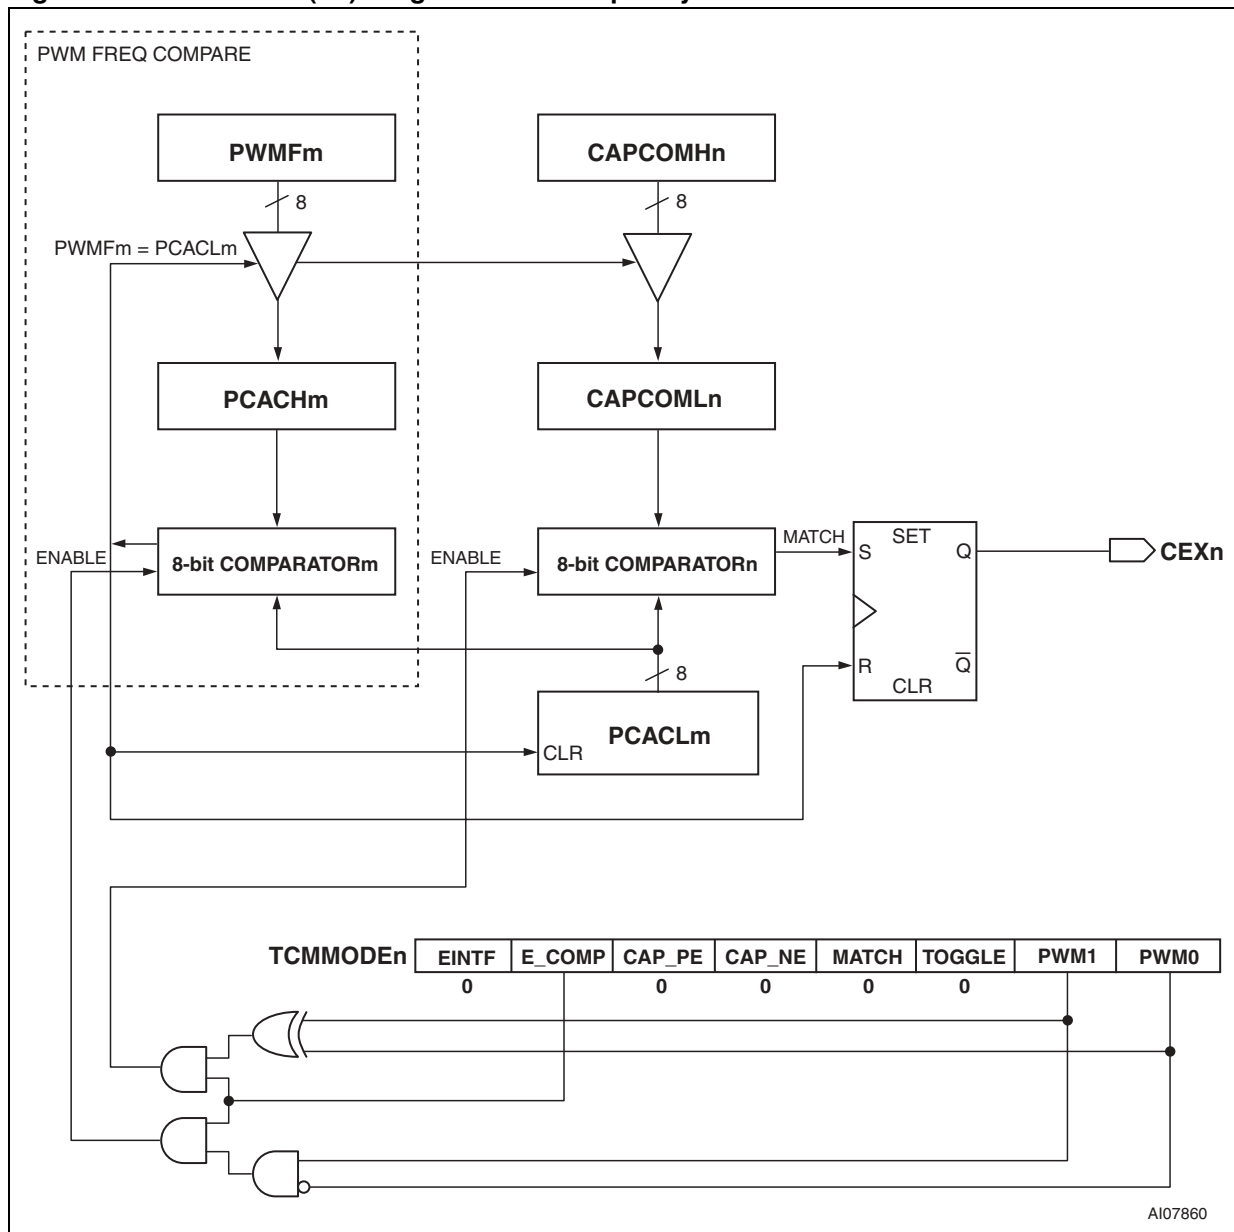 PWM FREQ COMPARE
PWMFm
CAPCOMHn
8
8
PWMFm = PCACLm
PCACHm
CAPCOMLn
ENABLE
8-bit COMPARATORm
ENABLE
8-bit COMPARATORn
MATCH
SET
S
Q
R
Q
CLR
CEXn
8
PCACLm
CLR
TCMMODEn
EINTF E_COMP CAP_PE CAP_NE MATCH TOGGLE PWM1 PWM0
0 0 0 0 0
AI07860